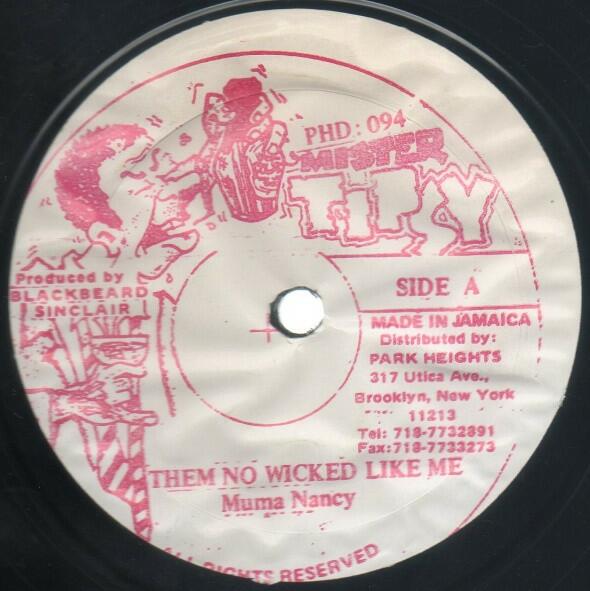 PHD: 094
MISTER
TIPSY
SIDE A
Produced by
BLACKBEARD
SINCLAIR
MADE IN JAMAICA
Distributed by:
PARK HEIGHTS
317 Utica Ave.,
Brooklyn, New York
11213
Tel: 718-7732891
Fax:718-7733273
THEM NO WICKED LIKE ME
Muma Nancy
ALL RIGHTS RESERVED